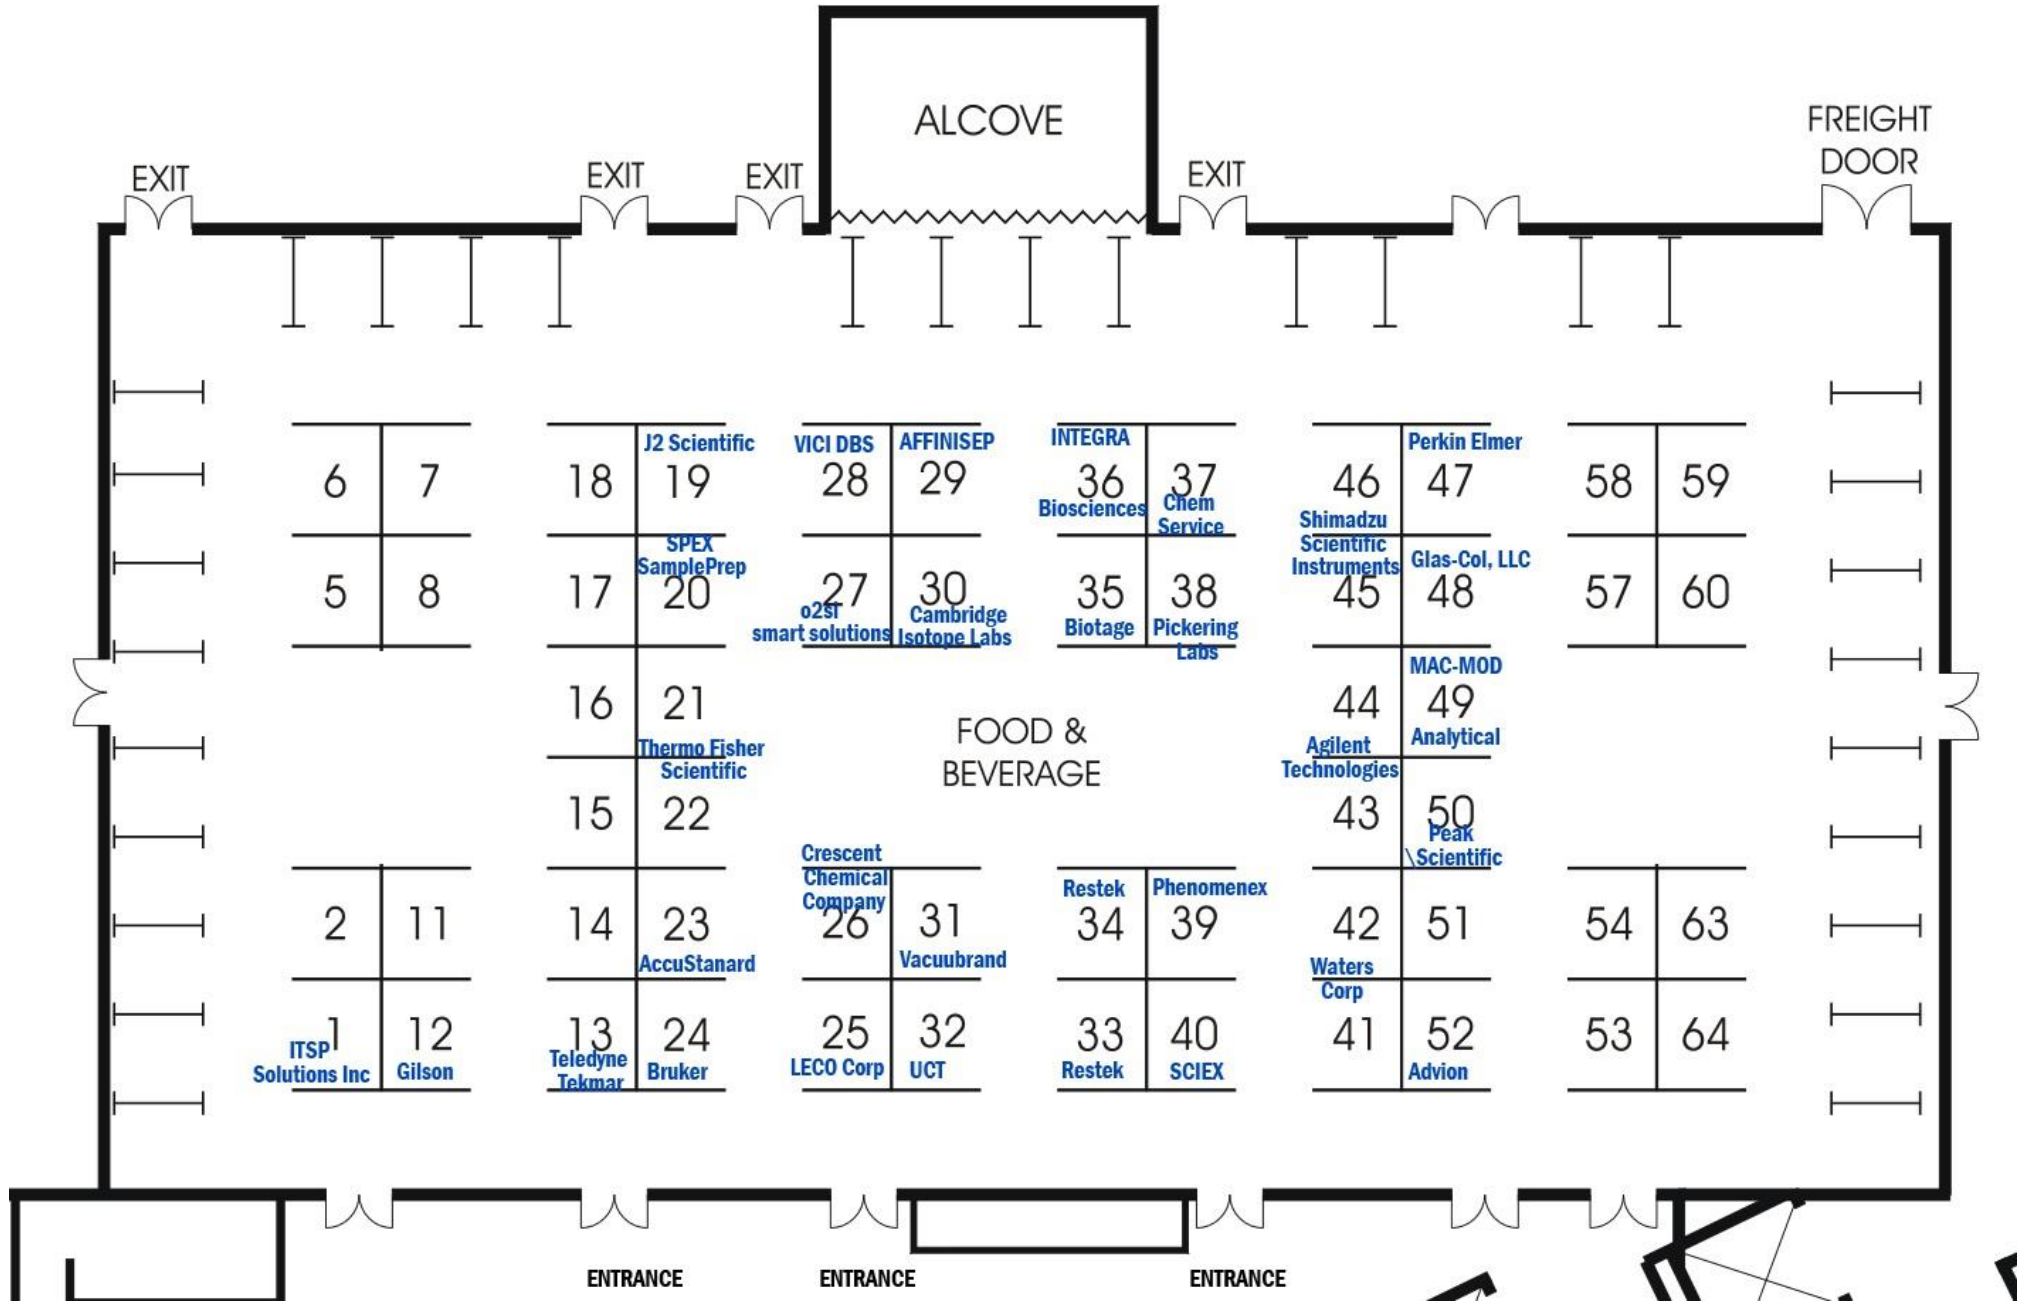 ALCOVE
FREIGHT
DOOR
EXIT
EXIT
EXIT
EXIT
J2 Scientific
VICI DBS
AFFINISEP
INTEGRA
Perkin Elmer
6
7
18
19
28
29
36
37
46
47
58
59
Biosciences
Chem
Service
Shimadzu
Scientific
Instruments
SPEX
SamplePrep
Glas-Col, LLC
5
8
17
20
27
30
35
38
45
48
57
60
o2si
smart solutions
Cambridge
Isotope Labs
Biotage
Pickering
Labs
MAC-MOD
16
21
44
49
Analytical
FOOD &
BEVERAGE
Thermo Fisher
Scientific
Agilent
Technologies
15
22
43
50
Peak
\Scientific
Crescent
Chemical
Company
Restek
Phenomenex
2
11
14
23
26
31
34
39
42
51
54
63
AccuStanard
Vacuubrand
Waters
Corp
1
12
13
24
25
32
33
40
41
52
53
64
ITSP
Solutions Inc
Gilson
Teledyne
Tekmar
Bruker
LECO Corp
UCT
Restek
SCIEX
Advion
ENTRANCE
ENTRANCE
ENTRANCE